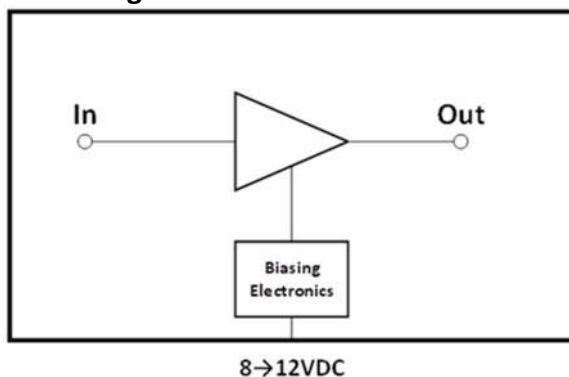 In
Out
Biasing
Electronics
8→12VDC